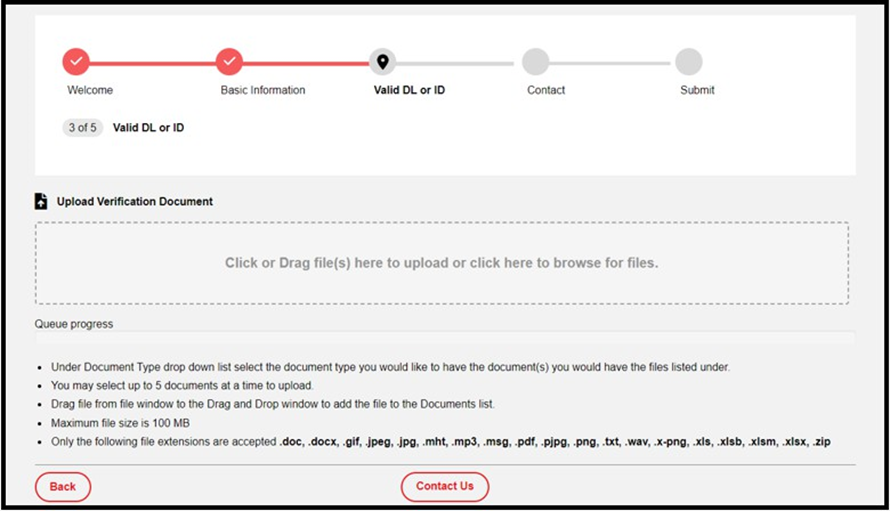 Welcome
Basic Information
Valid DL or ID
Contact
Submit
3 of 5 Valid DL or ID
Upload Verification Document
Click or Drag file(s) here to upload or click here to browse for files.
Queue progress
Under Document Type drop down list select the document type you would like to have the document(s) you would have the files listed under.
You may select up to 5 documents at a time to upload.
Drag file from file window to the Drag and Drop window to add the file to the Documents list.
Maximum file size is 100 MB
Only the following file extensions are accepted .doc, .docx, .gif, .jpeg, .jpg, .mht, .mp3, .msg, .pdf, .pjpg, .png, .txt, .wav, .x-png, .xls, .xlsb, .xlsm, .xlsx, .zip
Back
Contact Us